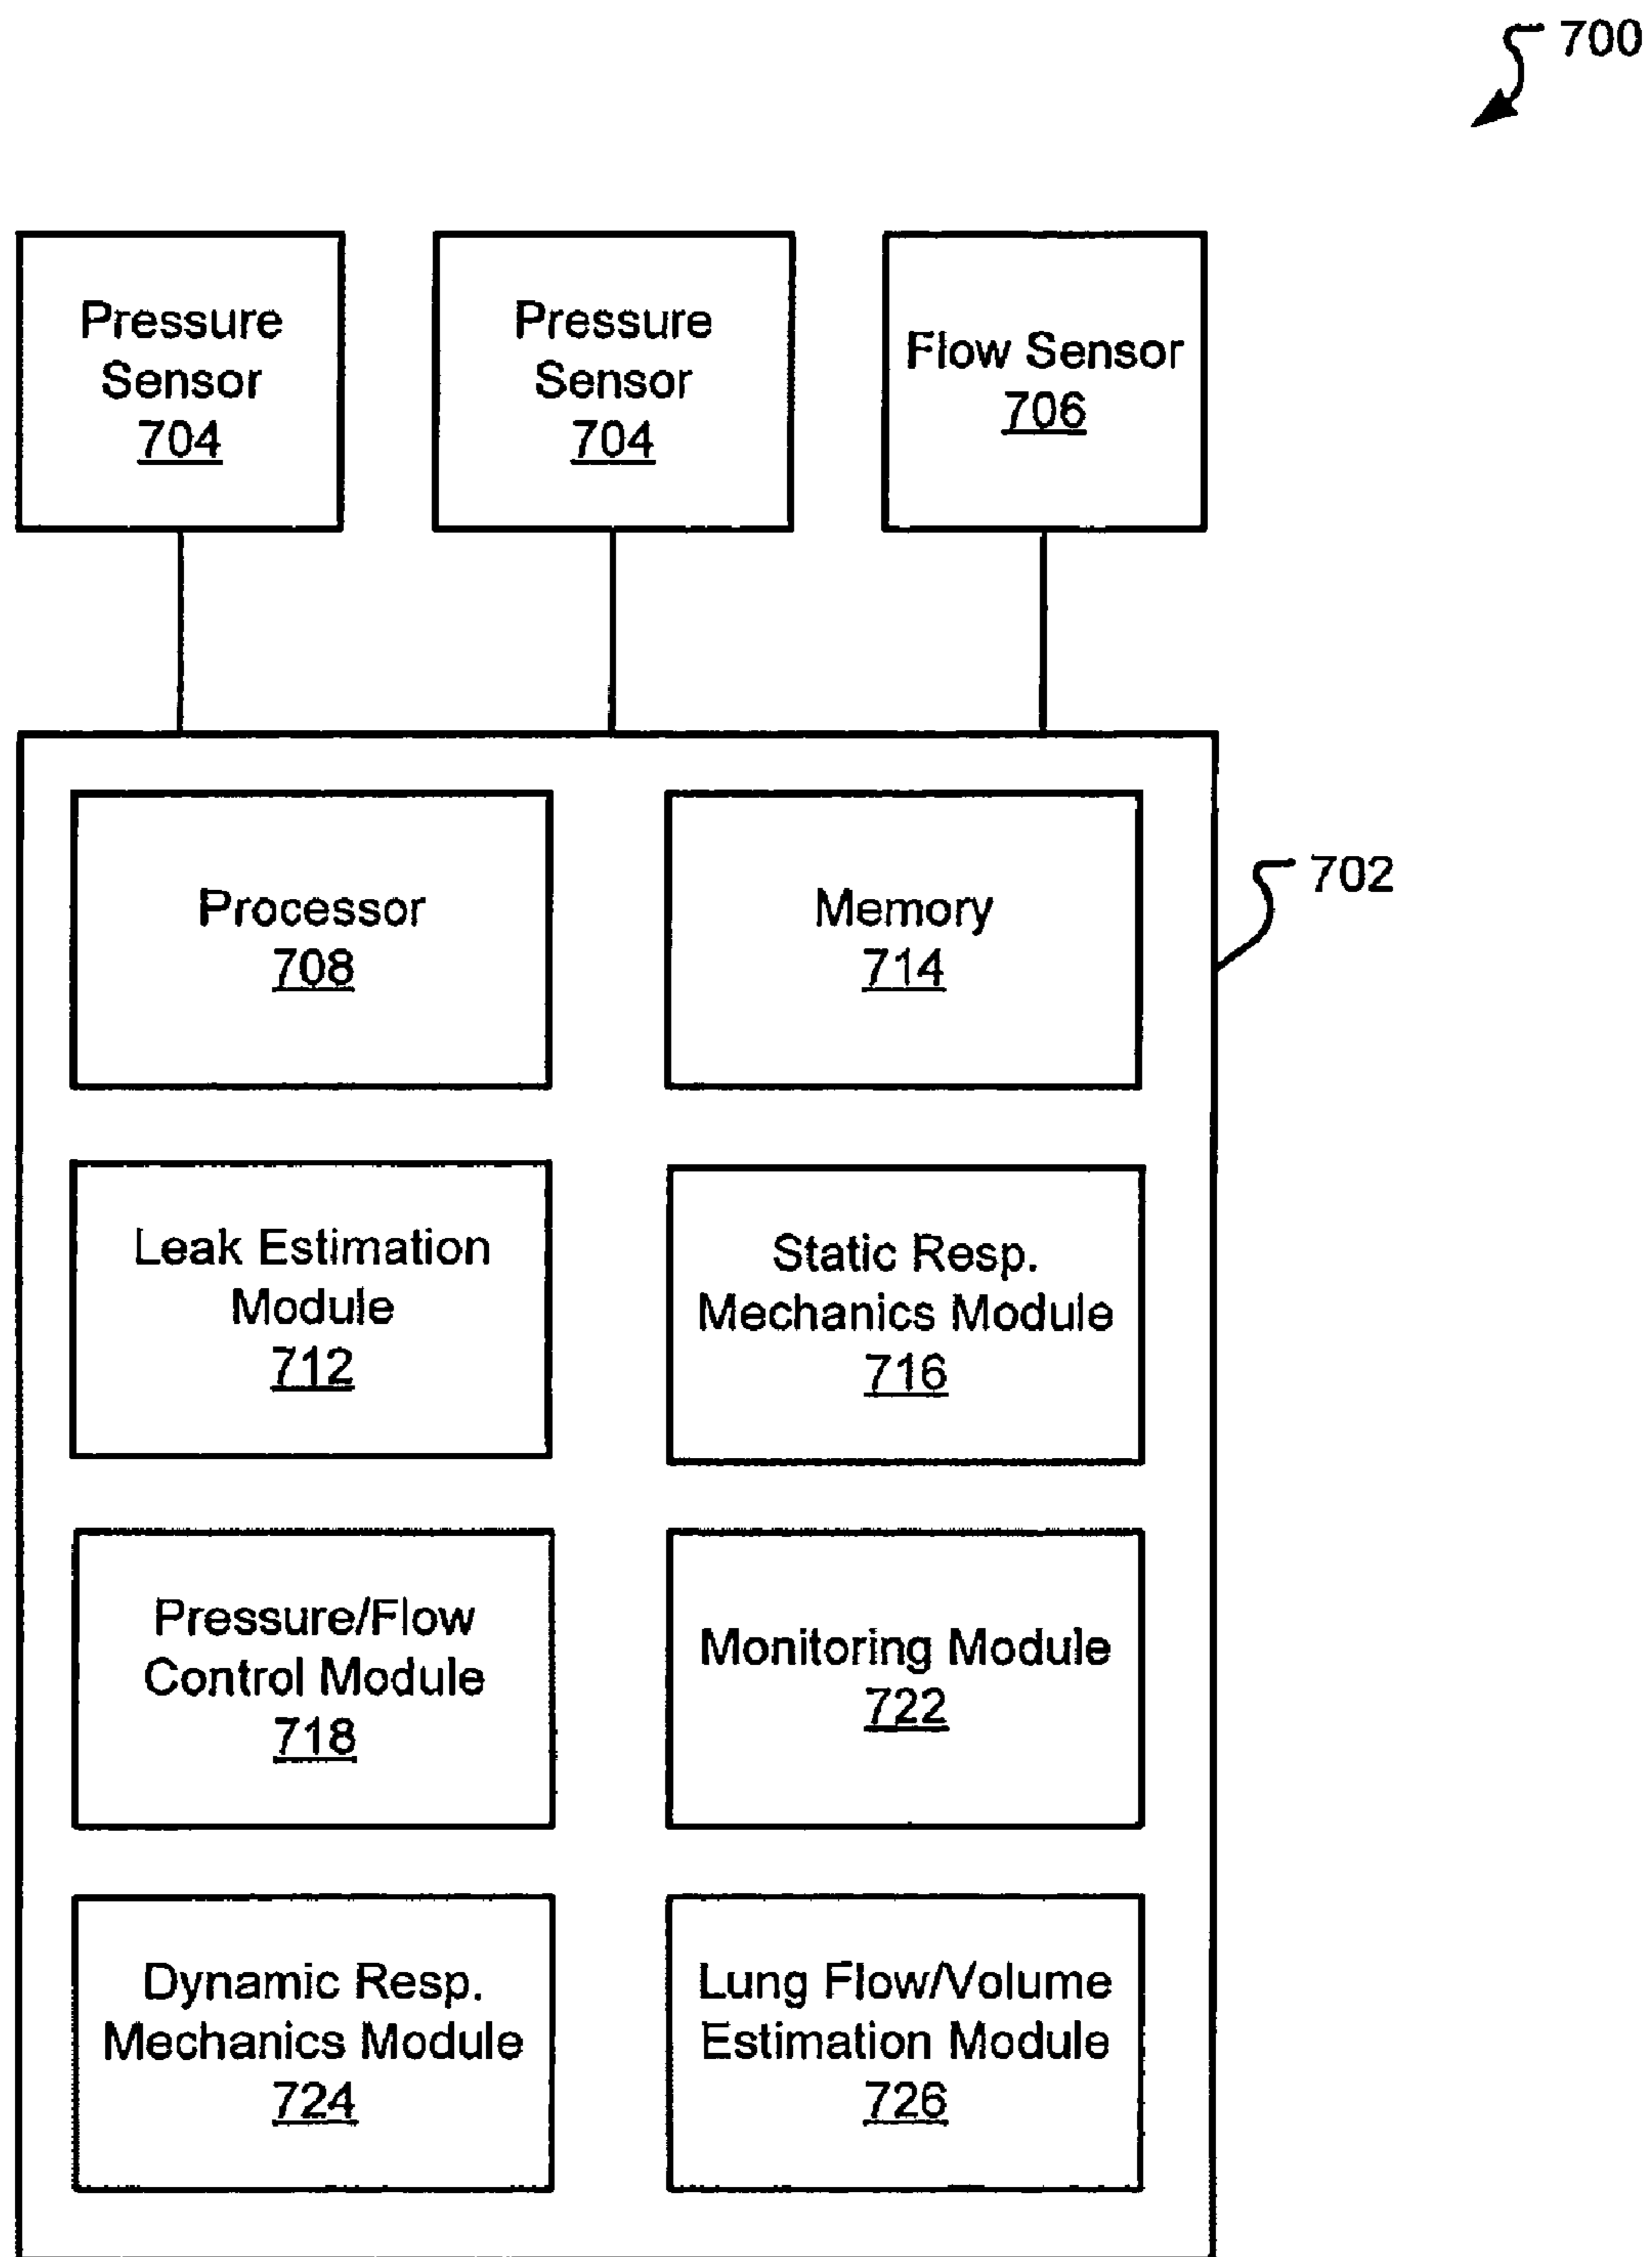 700
Pressure
Sensor
704
Pressure
Sensor
704
Flow Sensor
706
702
Processor
708
Memory
714
Leak Estimation
Module
712
Static Resp.
Mechanics Module
716
Pressure/Flow
Control Module
718
Monitoring Module
722
Dynamic Resp.
Mechanics Module
724
Lung Flow/Volume
Estimation Module
726